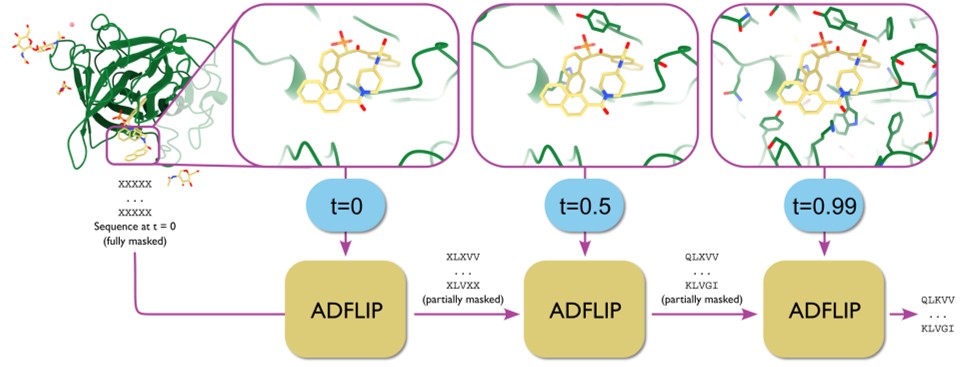 XXXXX
...
XXXXX
Sequence at t = 0
(fully masked)
t=0
t=0.5
t=0.99
ADFLIP
XLXVV
...
XLVXX
(partially masked)
ADFLIP
QLXVV
...
KLVGI
(partially masked)
ADFLIP
QLKVV
...
KLVGI